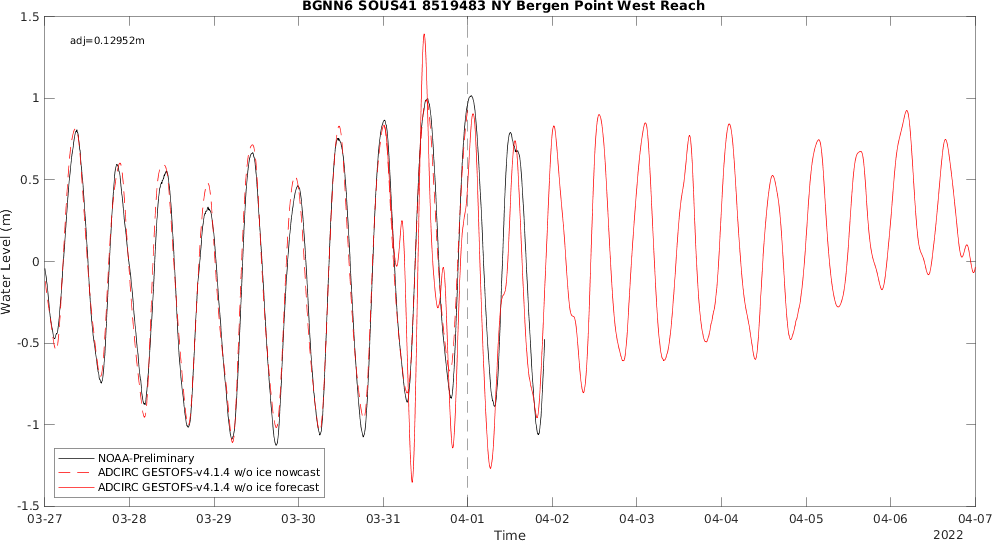 BGNN6 SOUS41 8519483 NY Bergen Point West Reach
adj=0.12952m
1.5
1
0.5
0
-0.5
-1
-1.5
Water Level (m)
NOAA-Preliminary
ADCIRC GESTOFS-v4.1.4 w/o ice nowcast
ADCIRC GESTOFS-v4.1.4 w/o ice forecast
03-27 03-28 03-29 03-30 03-31 04-01 04-02 04-03 04-04 04-05 04-06 04-07
Time
2022